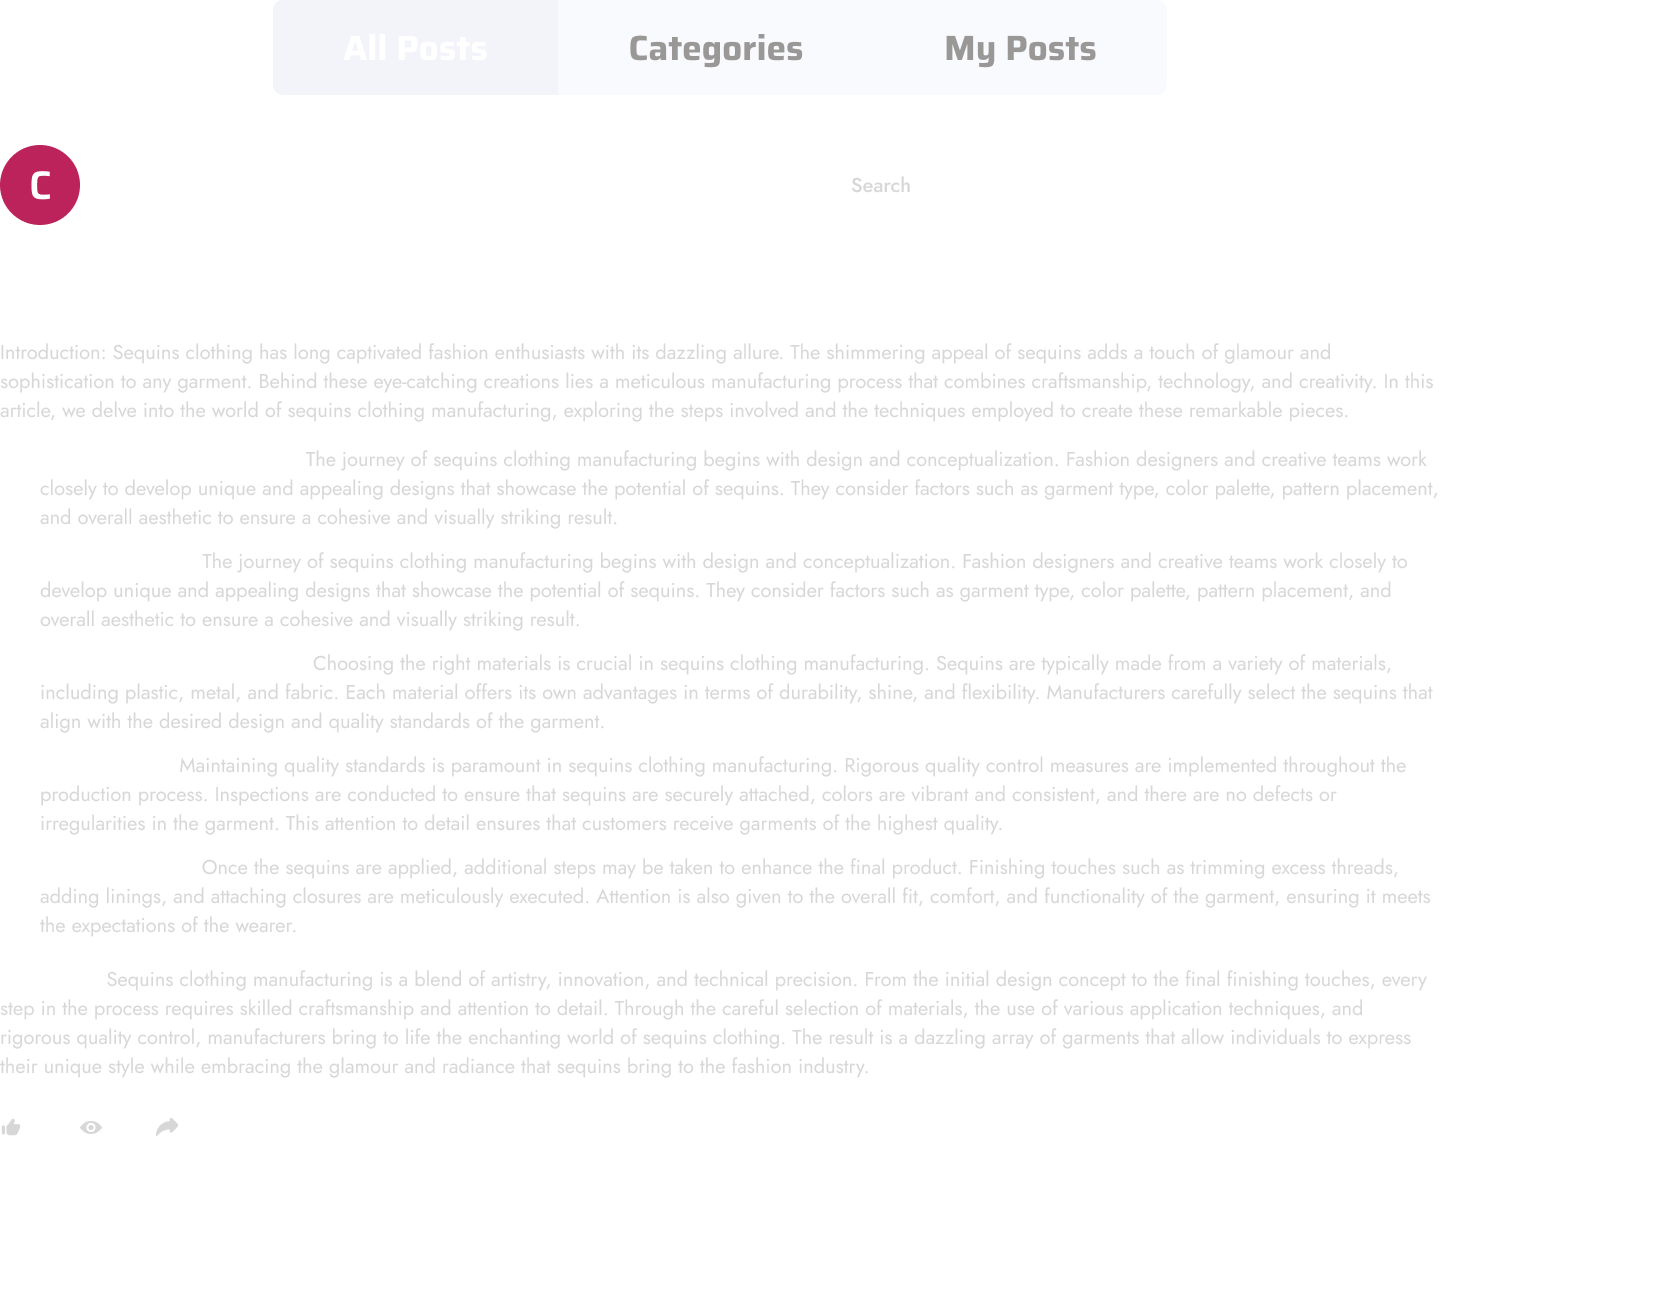 All Posts
Categories
My Posts
C
Search
Introduction: Sequins clothing has long captivated fashion enthusiasts with its dazzling allure. The shimmering appeal of sequins adds a touch of glamour and
sophistication to any garment. Behind these eye-catching creations lies a meticulous manufacturing process that combines craftsmanship, technology, and creativity. In this
article, we delve into the world of sequins clothing manufacturing, exploring the steps involved and the techniques employed to create these remarkable pieces.
The journey of sequins clothing manufacturing begins with design and conceptualization. Fashion designers and creative teams work
closely to develop unique and appealing designs that showcase the potential of sequins. They consider factors such as garment type, color palette, pattern placement,
and overall aesthetic to ensure a cohesive and visually striking result.
The journey of sequins clothing manufacturing begins with design and conceptualization. Fashion designers and creative teams work closely to
develop unique and appealing designs that showcase the potential of sequins. They consider factors such as garment type, color palette, pattern placement, and
overall aesthetic to ensure a cohesive and visually striking result.
Choosing the right materials is crucial in sequins clothing manufacturing. Sequins are typically made from a variety of materials,
including plastic, metal, and fabric. Each material offers its own advantages in terms of durability, shine, and flexibility. Manufacturers carefully select the sequins that
align with the desired design and quality standards of the garment.
Maintaining quality standards is paramount in sequins clothing manufacturing. Rigorous quality control measures are implemented throughout the
production process. Inspections are conducted to ensure that sequins are securely attached, colors are vibrant and consistent, and there are no defects or
irregularities in the garment. This attention to detail ensures that customers receive garments of the highest quality.
Once the sequins are applied, additional steps may be taken to enhance the final product. Finishing touches such as trimming excess threads,
adding linings, and attaching closures are meticulously executed. Attention is also given to the overall fit, comfort, and functionality of the garment, ensuring it meets
the expectations of the wearer.
Sequins clothing manufacturing is a blend of artistry, innovation, and technical precision. From the initial design concept to the final finishing touches, every
step in the process requires skilled craftsmanship and attention to detail. Through the careful selection of materials, the use of various application techniques, and
rigorous quality control, manufacturers bring to life the enchanting world of sequins clothing. The result is a dazzling array of garments that allow individuals to express
their unique style while embracing the glamour and radiance that sequins bring to the fashion industry.